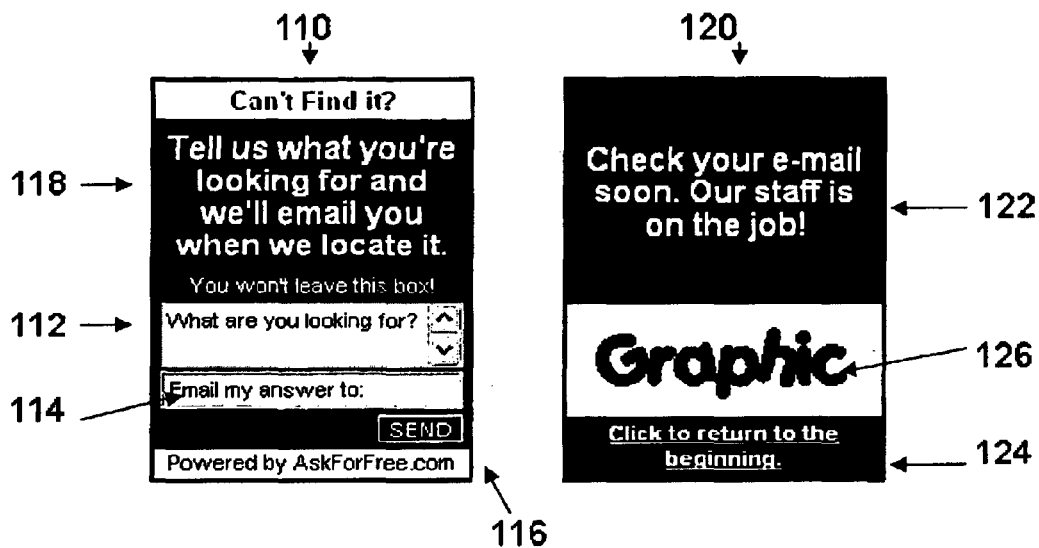 110
120
Can't Find it?
Tell us what you're
looking for and
we'll email you
when we locate it.
You won't leave this box!
What are you looking for?
Email my answer to:
SEND
Powered by AskForFree.com
118
112
114
116
Check your e-mail
soon. Our staff is
on the job!
Graphic
Click to return to the
beginning.
122
126
124